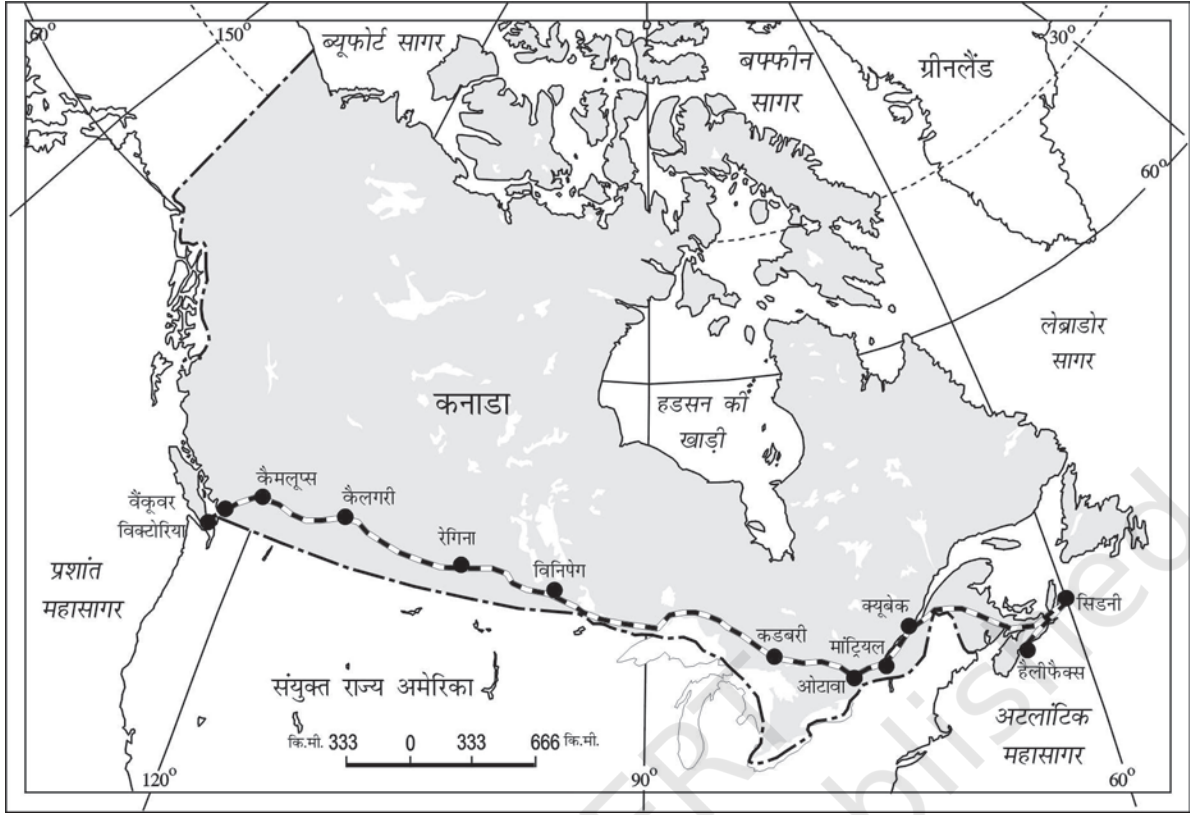 60°
150°
ब्यूफोर्ट सागर
बफ्फीन
सागर
ग्रीनलैंड
30°
60°
लेब्राडोर
सागर
कनाडा
हडसन की
खाड़ी
वैंकूवर
विक्टोरिया
कैमलूप्स
कैलगरी
रेगिना
विनिपेग
प्रशांत
महासागर
क्यूबेक
सिडनी
कडबरी
मांट्रियल
ओटावा
हैलीफैक्स
संयुक्त राज्य अमेरिका
अटलांटिक
महासागर
कि.मी. 333 0 333 666 कि.मी.
120°
90°
60°